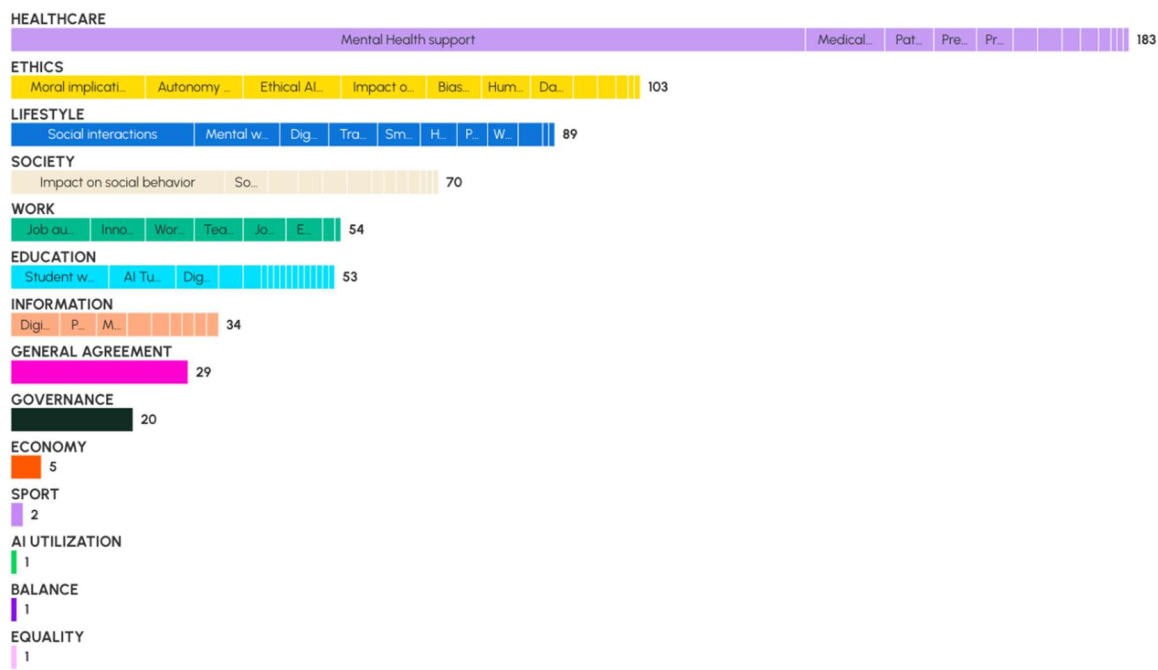 HEALTHCARE
Mental Health support Medical... Pat... Pre... Pr... 183
ETHICS
Moral implicati... Autonomy ... Ethical AI... Impact o... Bias... Hum... Da... 103
LIFESTYLE
Social interactions Mental w... Dig... Tra... Sm... H... P... W... 89
SOCIETY
Impact on social behavior So... 70
WORK
Job au... Inno... Wor... Tea... Jo... E... 54
EDUCATION
Student w... AI Tu... Dig... 53
INFORMATION
Digi... P... M... 34
GENERAL AGREEMENT
29
GOVERNANCE
20
ECONOMY
5
SPORT
2
AI UTILIZATION
1
BALANCE
1
EQUALITY
1